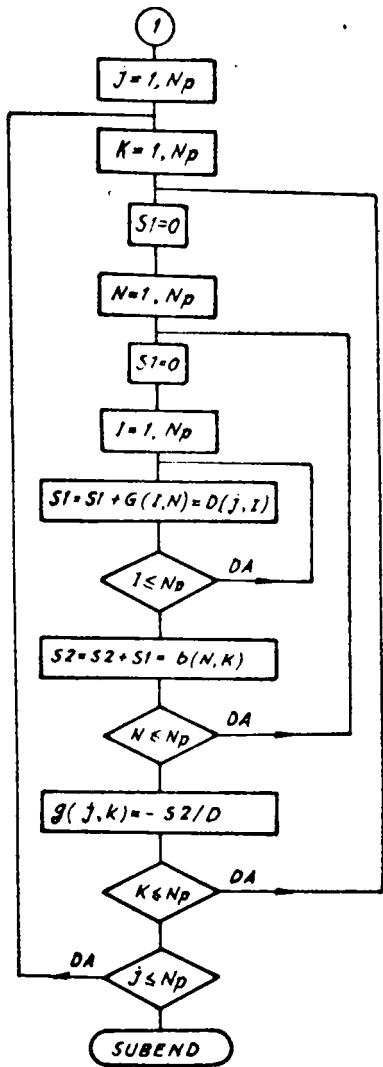 1
j = 1, Np
K = 1, Np
S1=0
N=1, Np
S1=0
I = 1, Np
S1 = S1 + G(I,N) = D(j,I)
I ≤ Np
DA
S2 = S2 + S1 = b(N,K)
N ≤ Np
DA
g(j,k) = - S2/D
K ≤ Np
DA
DA
j ≤ Np
SUBEND